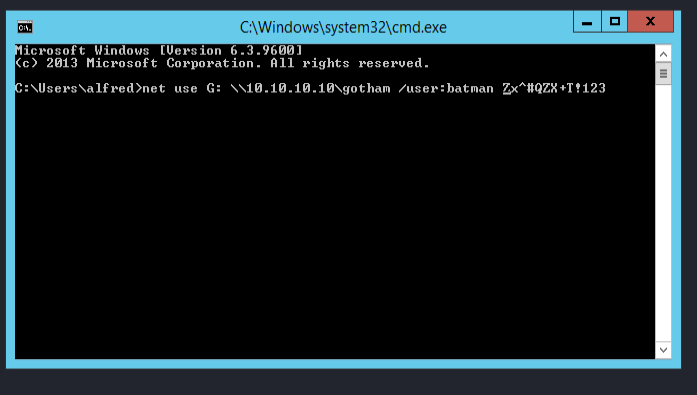 C:\Windows\system32\cmd.exe
Microsoft Windows [Version 6.3.9600]
(c) 2013 Microsoft Corporation. All rights reserved.
C:\Users\alfred>net use G: \\10.10.10.10\gotham /user:batman Zx^#QZX+T!123